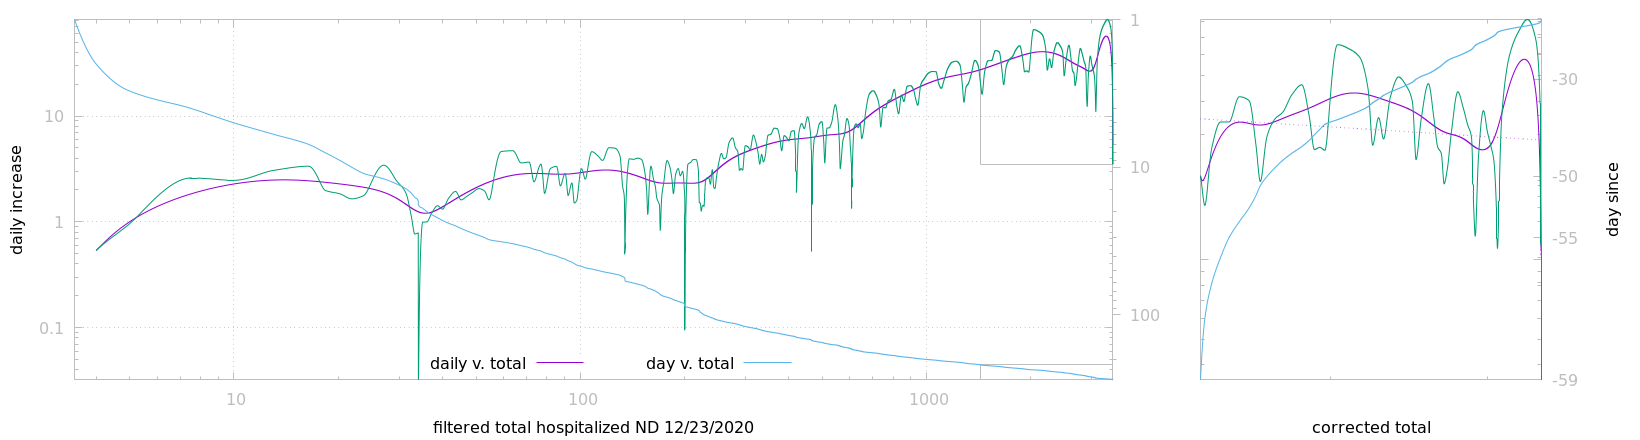 1
10
1
0.1
daily increase
10
100
daily v. total
day v. total
10
100
1000
filtered total hospitalized ND 12/23/2020
-30
-50
-55
-59
day since
corrected total